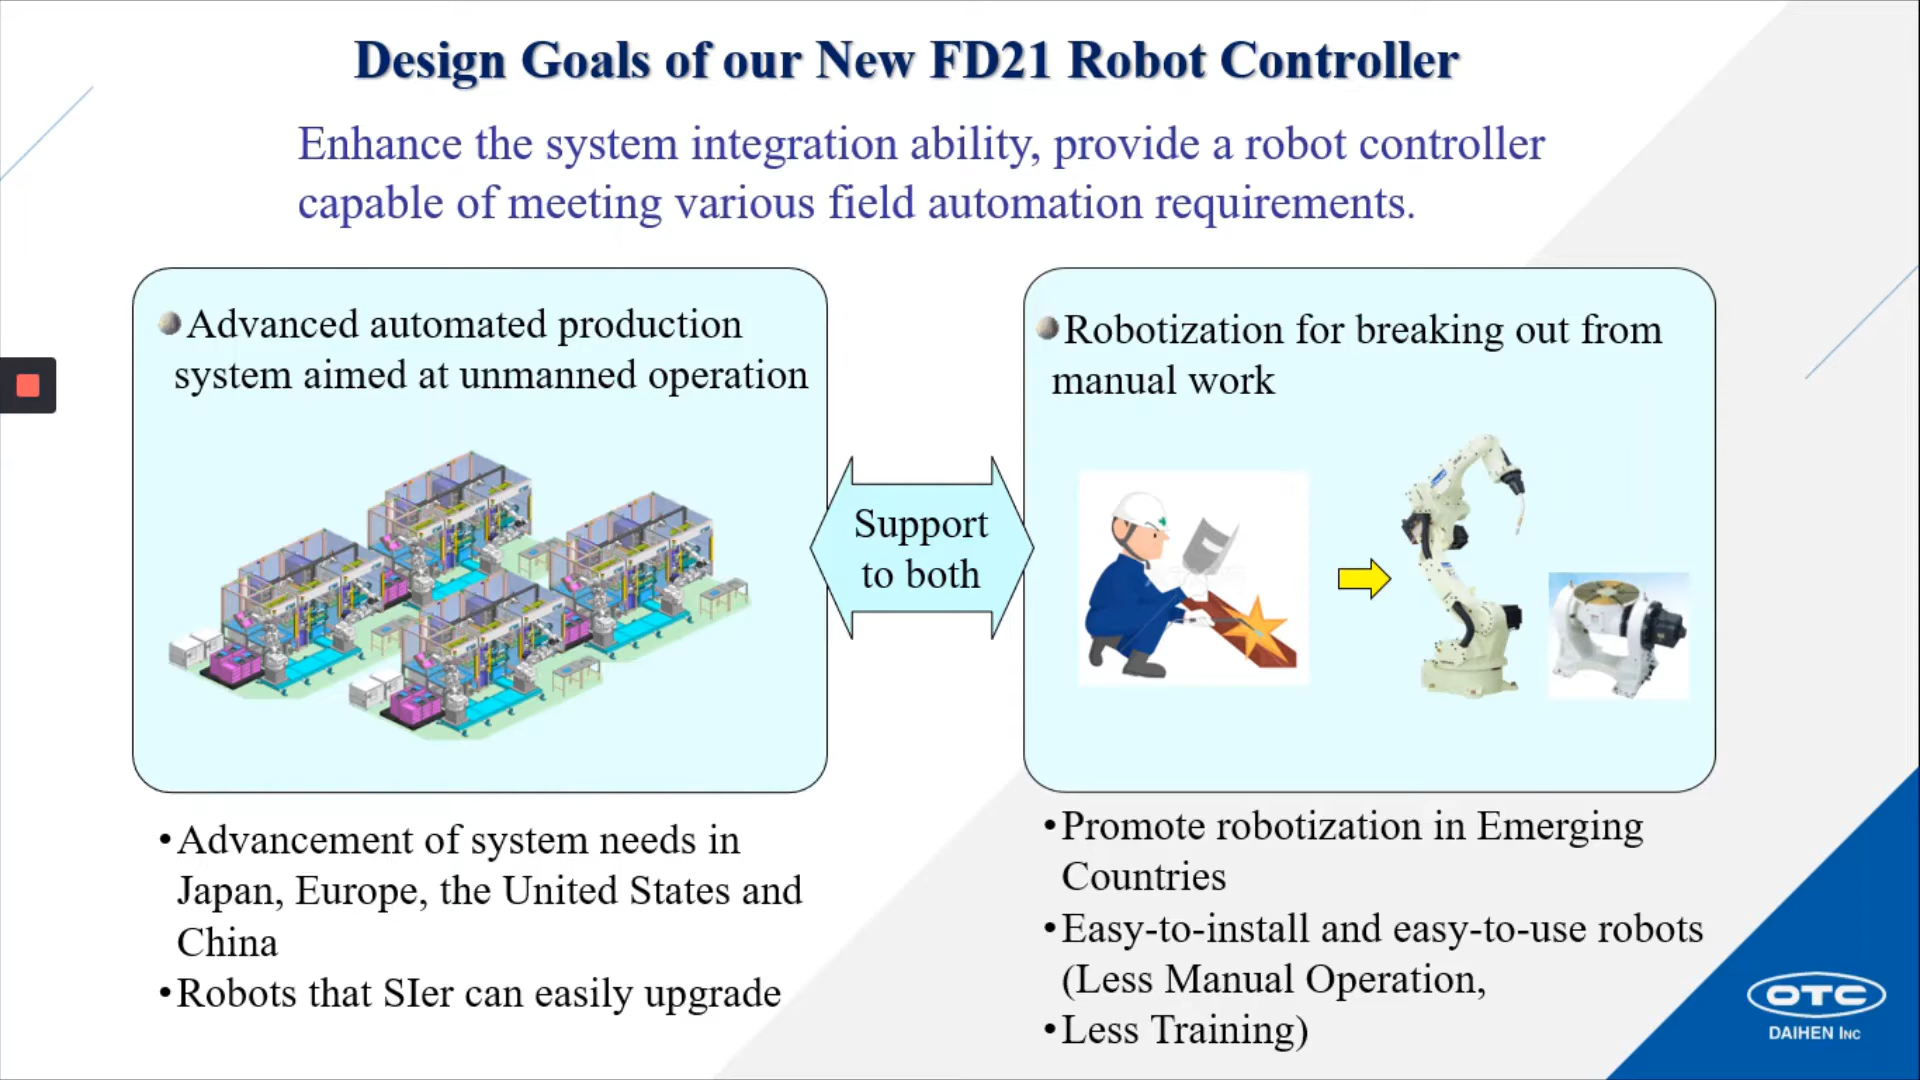 Design Goals of our New FD21 Robot Controller
Enhance the system integration ability, provide a robot controller
capable of meeting various field automation requirements.
Advanced automated production
system aimed at unmanned operation
Support
to both
Robotization for breaking out from
manual work
•Advancement of system needs in
Japan, Europe, the United States and
China
•Robots that SIer can easily upgrade
•Promote robotization in Emerging
Countries
•Easy-to-install and easy-to-use robots
(Less Manual Operation,
•Less Training)
OTC
DAIHEN INC